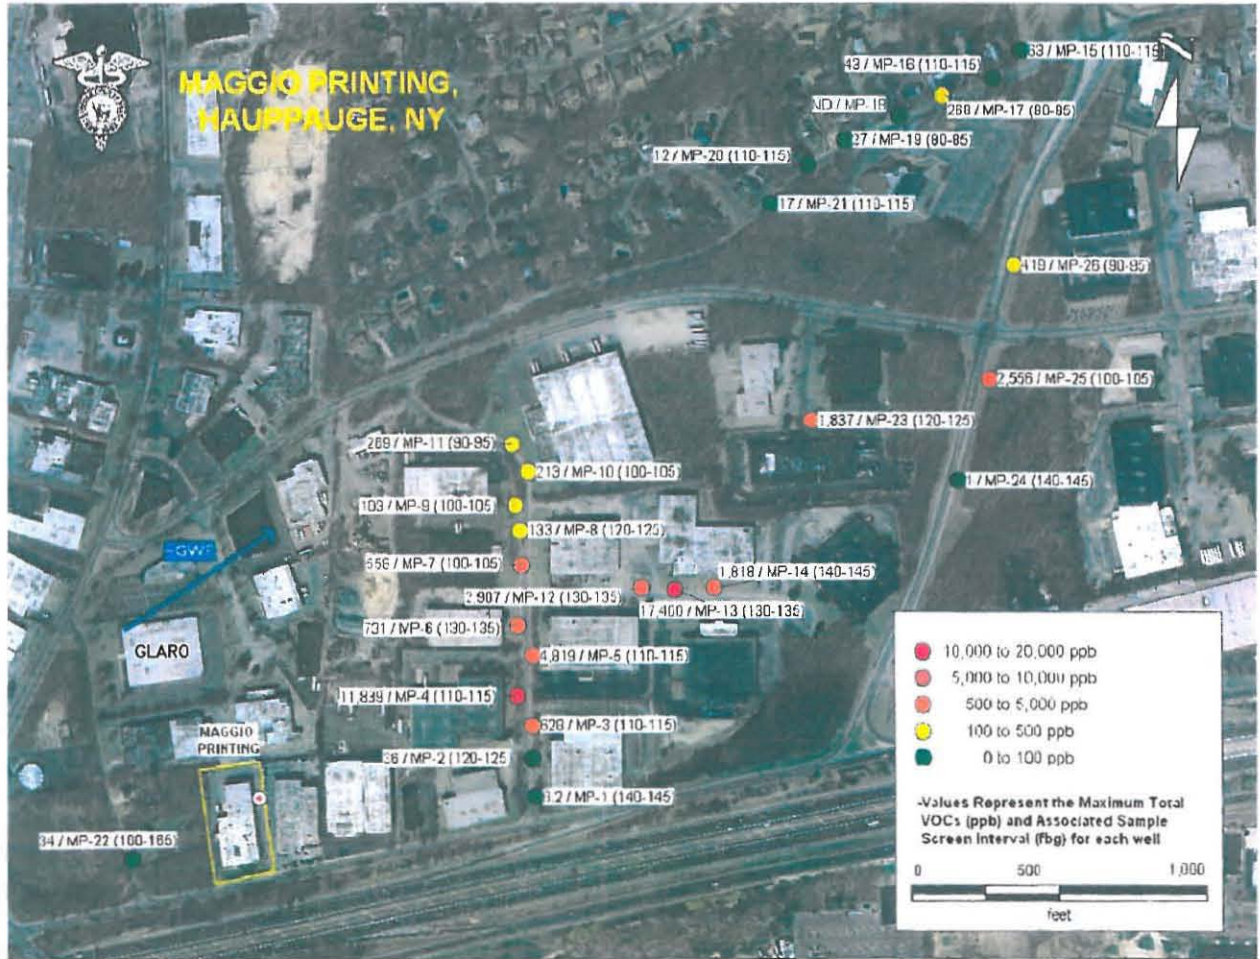 MAGGIO PRINTING,
HAUPPAUGE, NY
63 / MP-15 (110-115)
43 / MP-16 (110-115)
268 / MP-17 (80-85)
ND / MP-18
27 / MP-19 (80-85)
12 / MP-20 (110-115)
17 / MP-21 (110-115)
419 / MP-26 (90-95)
2,556 / MP-25 (100-105)
1,837 / MP-23 (120-125)
1 / MP-24 (140-145)
269 / MP-11 (90-95)
213 / MP-10 (100-105)
103 / MP-9 (100-105)
133 / MP-8 (120-125)
GWF
556 / MP-7 (100-105)
1,818 / MP-14 (140-145)
2,907 / MP-12 (130-135)
17,400 / MP-13 (130-135)
731 / MP-6 (130-135)
GLARO
4,819 / MP-5 (110-115)
11,839 / MP-4 (110-115)
MAGGIO
PRINTING
628 / MP-3 (110-115)
36 / MP-2 (120-125
6.2 / MP-1 (140-145)
34 / MP-22 (100-165)
10,000 to 20,000 ppb
5,000 to 10,000 ppb
500 to 5,000 ppb
100 to 500 ppb
0 to 100 ppb
-Values Represent the Maximum Total
VOCs (ppb) and Associated Sample
Screen Interval (fbg) for each well
0 500 1,000
feet